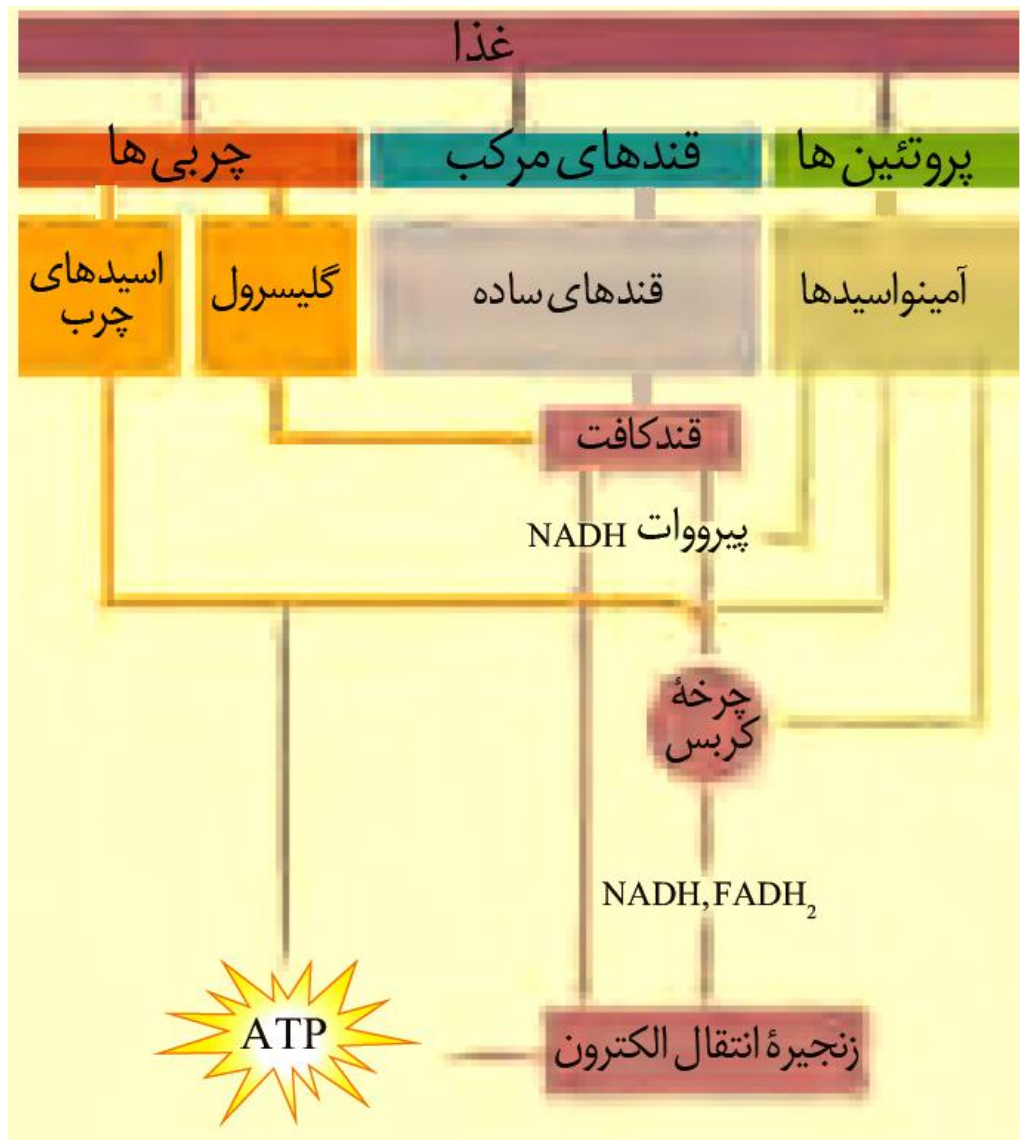 غذا
پروتئین ها
قندهای مرکب
چربی ها
آمینواسیدها
قندهای ساده
گلیسرول
اسیدهای
چرب
قندکافت
پیرووات NADH
چرخهٔ
کربس
NADH, FADH₂
زنجیرهٔ انتقال الکترون
ATP